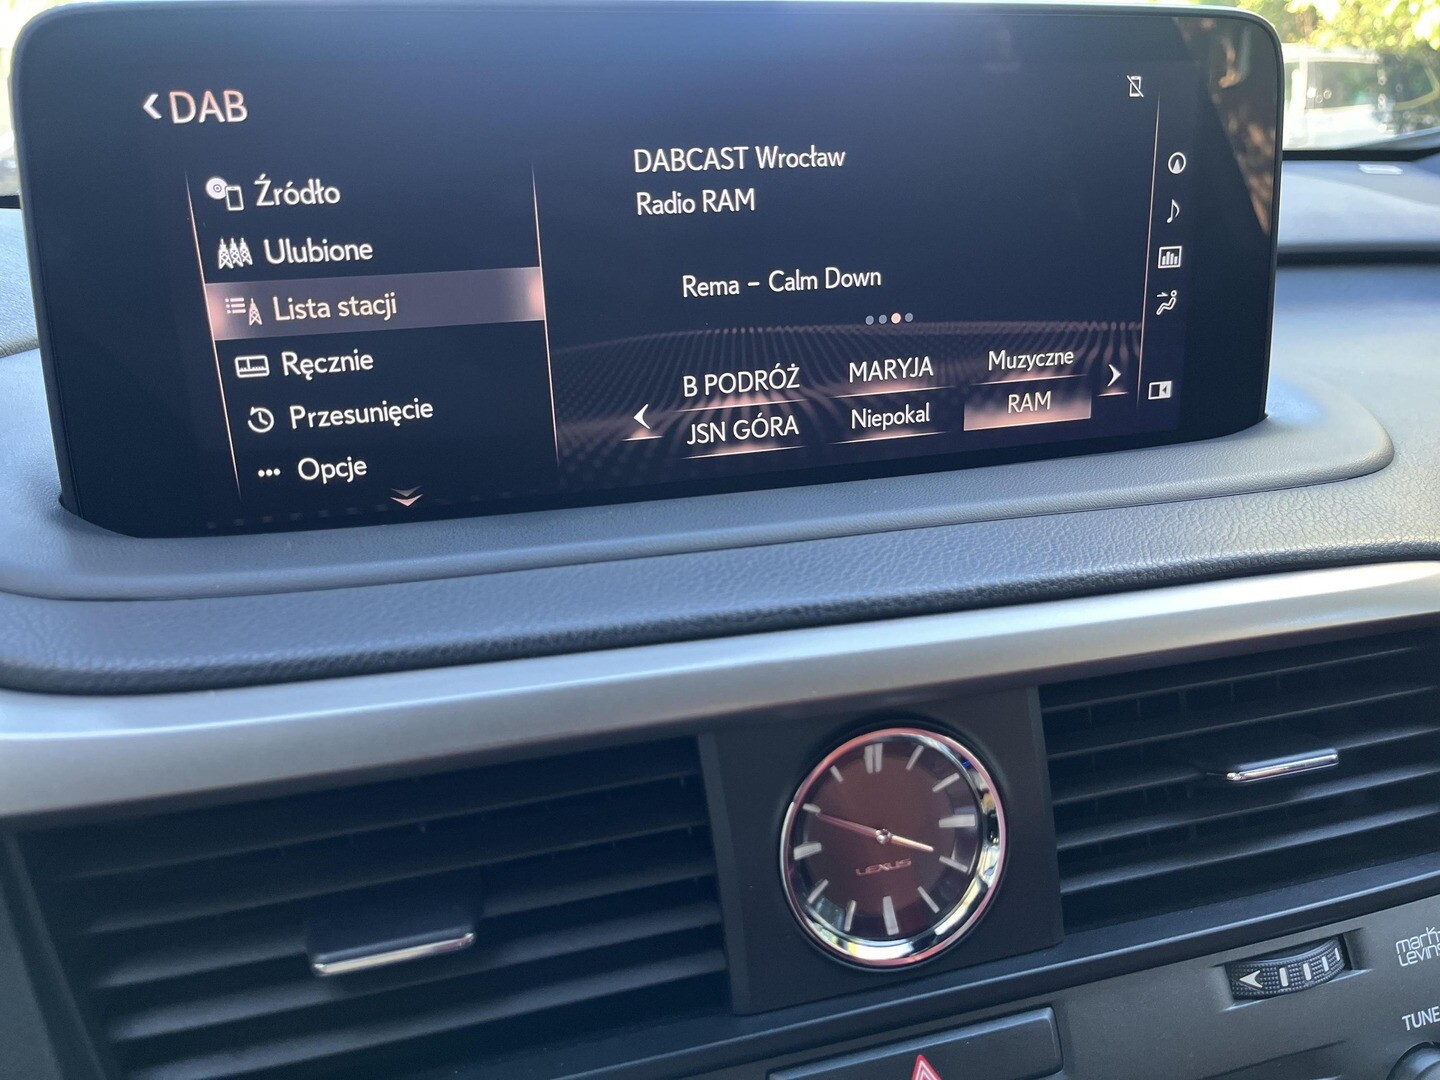 DAB
Źródło
Ulubione
Lista stacji
Ręcznie
Przesunięcie
Opcje
DABCAST Wrocław
Radio RAM
Rema – Calm Down
B PODRÓŻ
MARYJA
Muzyczne
JSN GÓRA
Niepokal
RAM
LEXUS
TUNE